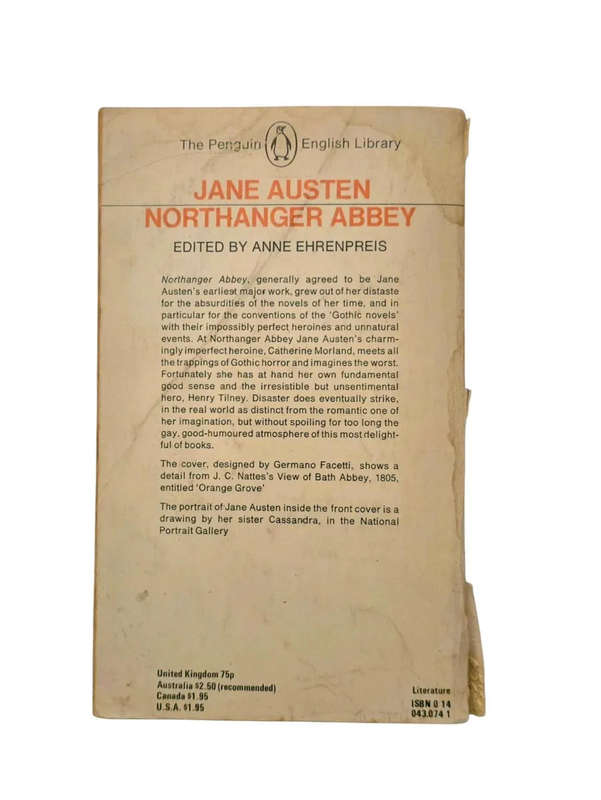 The Penguin English Library
JANE AUSTEN
NORTHANGER ABBEY
EDITED BY ANNE EHRENPREIS
Northanger Abbey, generally agreed to be Jane
Austen's earliest major work, grew out of her distaste
for the absurdities of the novels of her time, and in
particular for the conventions of the 'Gothic novels'
with their impossibly perfect heroines and unnatural
events. At Northanger Abbey Jane Austen's charm-
ingly imperfect heroine, Catherine Morland, meets all
the trappings of Gothic horror and imagines the worst.
Fortunately she has at hand her own fundamental
good sense and the irresistible but unsentimental
hero, Henry Tilney. Disaster does eventually strike,
in the real world as distinct from the romantic one of
her imagination, but without spoiling for too long the
gay, good-humoured atmosphere of this most delight-
ful of books.
The cover, designed by Germano Facetti, shows a
detail from J. C. Nattes's View of Bath Abbey, 1805,
entitled 'Orange Grove'
The portrait of Jane Austen inside the front cover is a
drawing by her sister Cassandra, in the National
Portrait Gallery
United Kingdom 75p
Australia $2.50 (recommended)
Canada $1.95
U.S.A. $1.95
Literature
ISBN 0 14
043.074 1